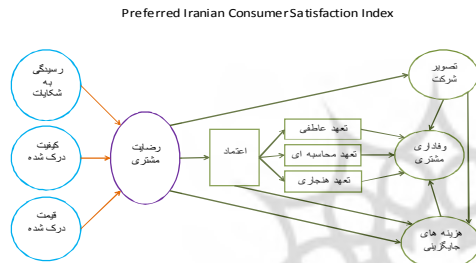 Preferred Iranian Consumer Satisfaction Index
رسیدگی
به
شکایات
تصویر
شرکت
تعهد عاطفی
کیفیت
درک شده
رضایت
مشتری
اعتماد
تعهد محاسبه ای
وفاداری
مشتری
تعهد هنجاری
قیمت
درک شده
هزینه های
جایگزینی